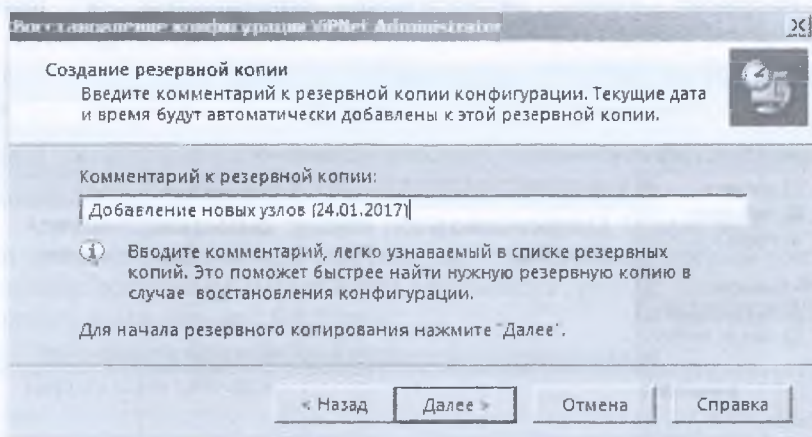 Восстановление конфигурации ViPNet Administrator
Создание резервной копии
Введите комментарий к резервной копии конфигурации. Текущие дата
и время будут автоматически добавлены к этой резервной копии.
Комментарий к резервной копии:
Добавление новых узлов (24.01.2017)
Вводите комментарий, легко узнаваемый в списке резервных
копий. Это поможет быстрее найти нужную резервную копию в
случае восстановления конфигурации.
Для начала резервного копирования нажмите "Далее".
< Назад Далее > Отмена Справка